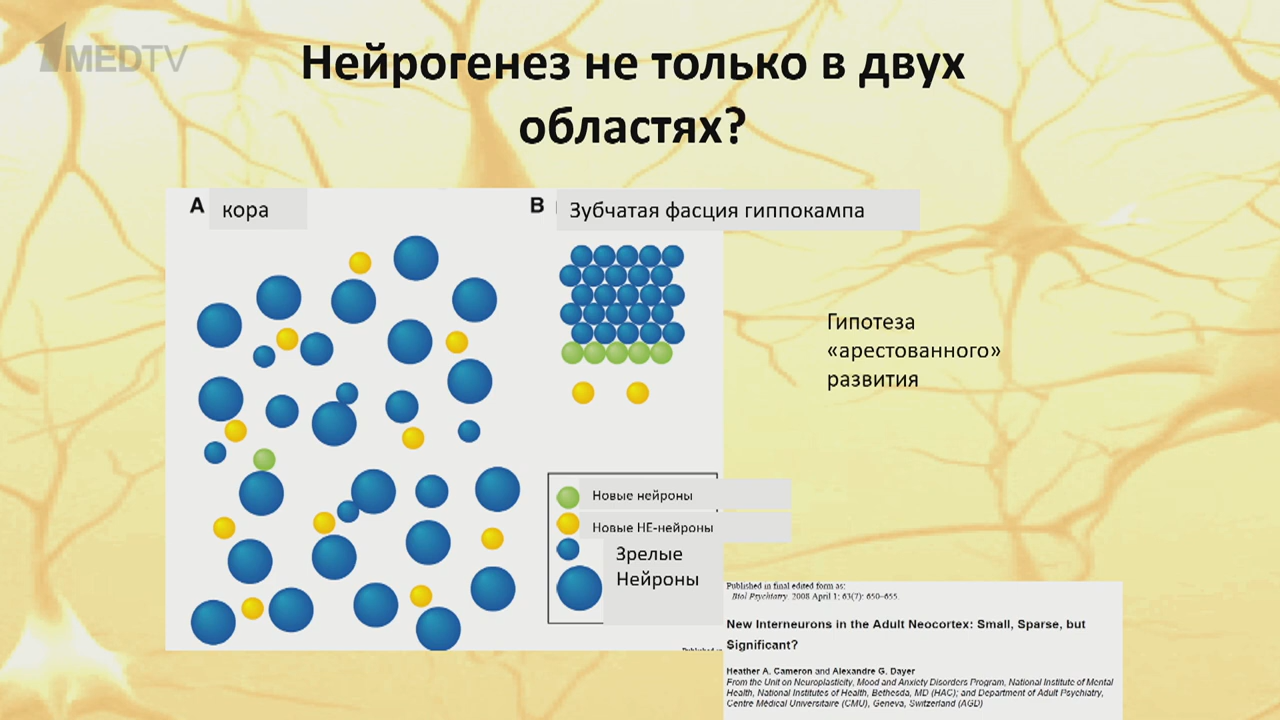 1MEDTV
Нейрогенез не только в двух
областях?
A кора
B Зубчатая фасция гиппокампа
Гипотеза
«арестованного»
развития
Новые нейроны
Новые НЕ-нейроны
Зрелые
Нейроны
Published in final edited form as:
Biol Psychiatry. 2008 April 1; 63(7): 650–655.
New Interneurons in the Adult Neocortex: Small, Sparse, but
Significant?
Heather A. Cameron and Alexandre G. Dayer
From the Unit on Neuroplasticity, Mood and Anxiety Disorders Program, National Institute of Mental
Health, National Institutes of Health, Bethesda, MD (HAC); and Department of Adult Psychiatry,
Centre Médical Universitaire (CMU), Geneva, Switzerland (AGD)